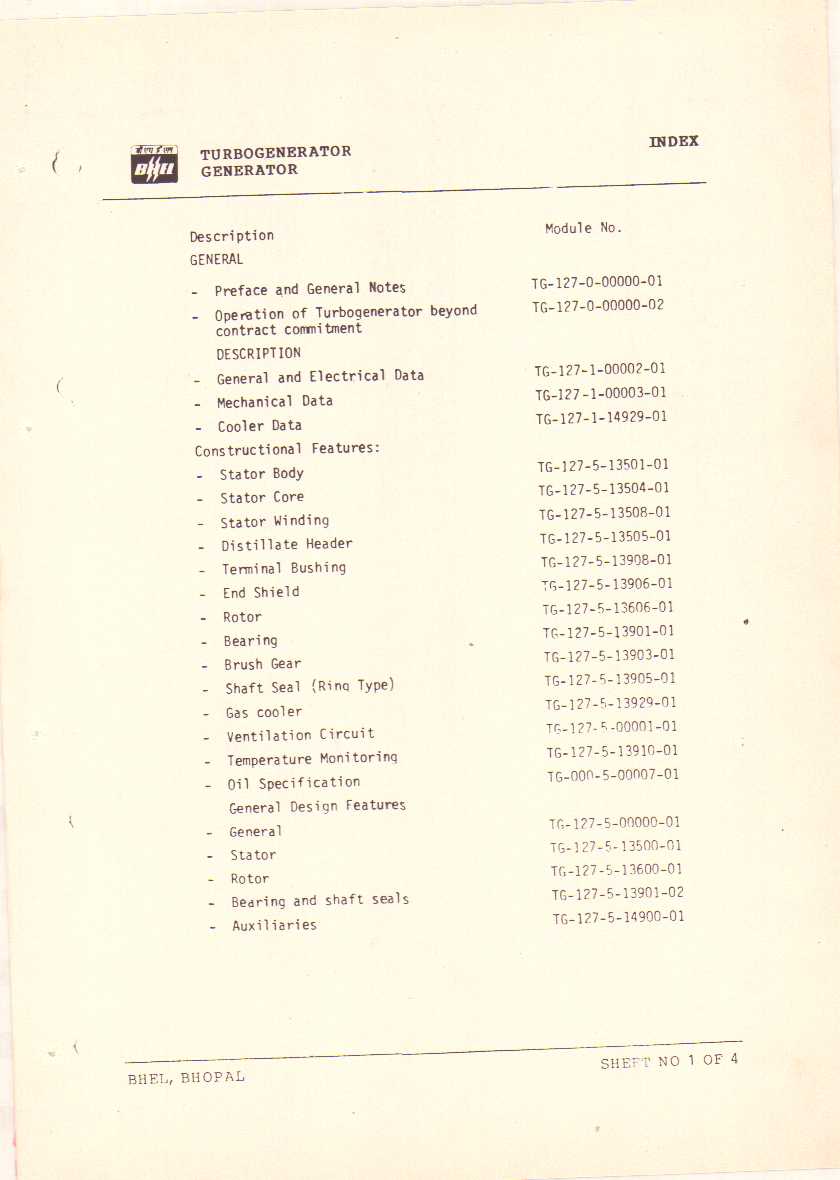 बीएचईएल
BHEL
TURBOGENERATOR
GENERATOR
INDEX
Description Module No.
GENERAL
- Preface and General Notes TG-127-0-00000-01
- Operation of Turbogenerator beyond TG-127-0-00000-02
contract commitment
DESCRIPTION
- General and Electrical Data TG-127-1-00002-01
- Mechanical Data TG-127-1-00003-01
- Cooler Data TG-127-1-14929-01
Constructional Features:
- Stator Body TG-127-5-13501-01
- Stator Core TG-127-5-13504-01
- Stator Winding TG-127-5-13508-01
- Distillate Header TG-127-5-13505-01
- Terminal Bushing TG-127-5-13908-01
- End Shield TG-127-5-13906-01
- Rotor TG-127-5-13606-01
- Bearing TG-127-5-13901-01
- Brush Gear TG-127-5-13903-01
- Shaft Seal (Ring Type) TG-127-5-13905-01
- Gas cooler TG-127-5-13929-01
- Ventilation Circuit TG-127-5-00001-01
- Temperature Monitoring TG-127-5-13910-01
- Oil Specification TG-000-5-00007-01
General Design Features
- General TG-127-5-00000-01
- Stator TG-127-5-13500-01
- Rotor TG-127-5-13600-01
- Bearing and shaft seals TG-127-5-13901-02
- Auxiliaries TG-127-5-14900-01
BHEL, BHOPAL
SHEET NO 1 OF 4